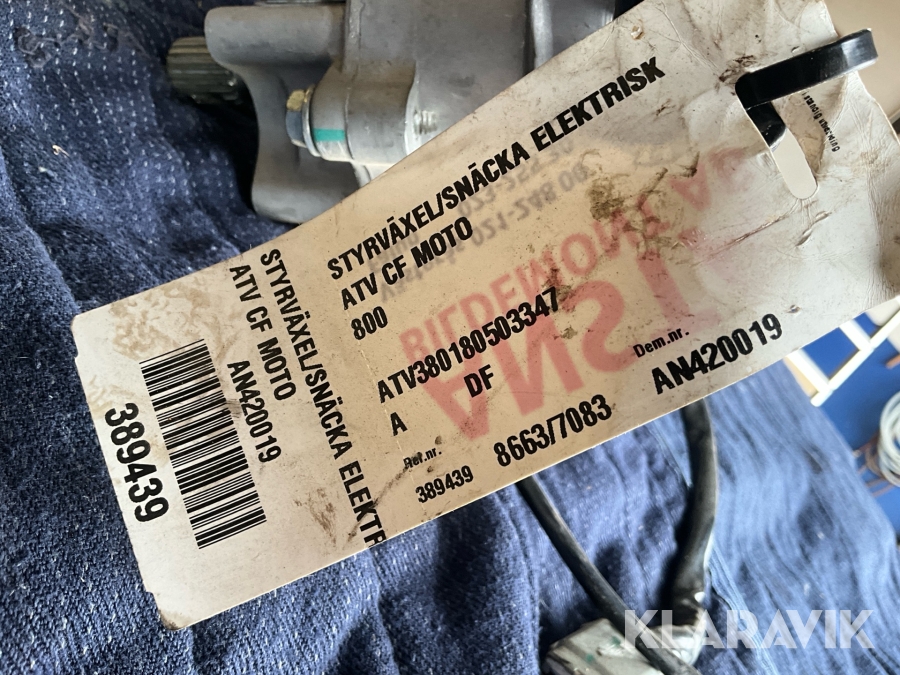 STYRVÄXEL/SNÄCKA ELEKTRISK
ATV CF MOTO
800
ATV380180503347
A DF
Ref.nr. Dem.nr.
389439 8663/7083 AN420019
STYRVÄXEL/SNÄCKA ELEKTR
ATV CF MOTO
AN420019
389439
KLARAVIK